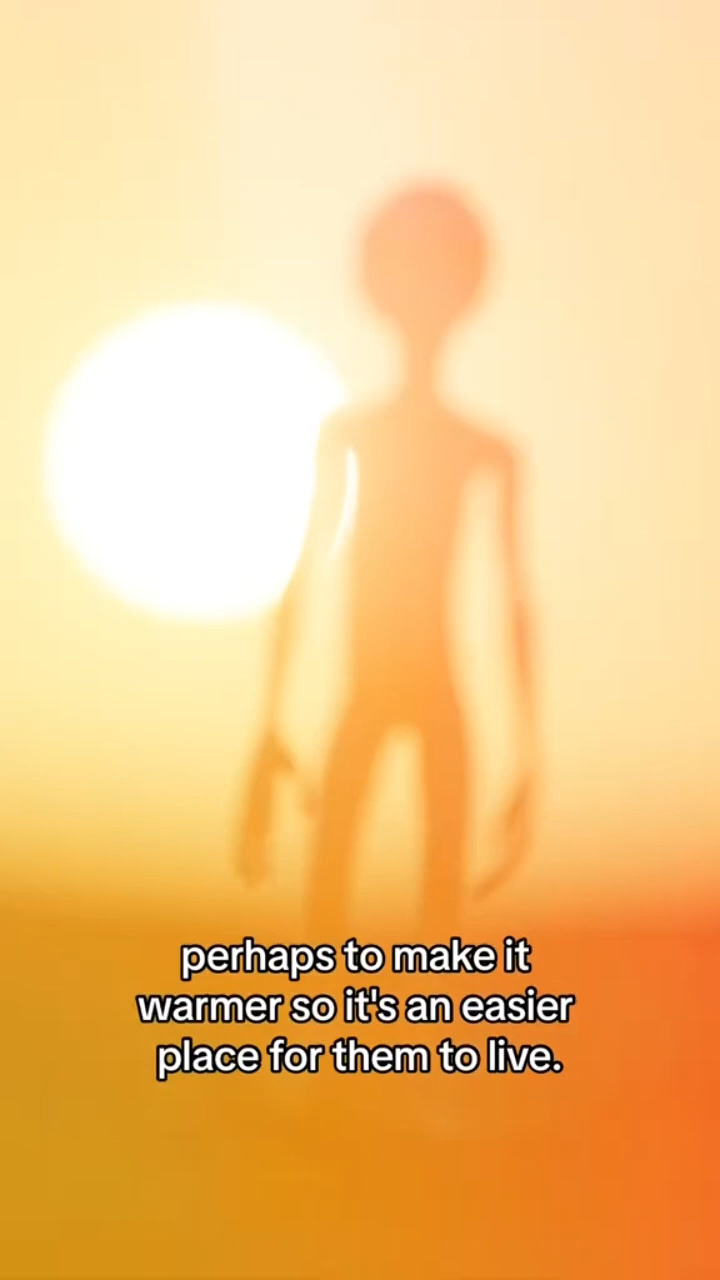 perhaps to make it
warmer so it's an easier
place for them to live.